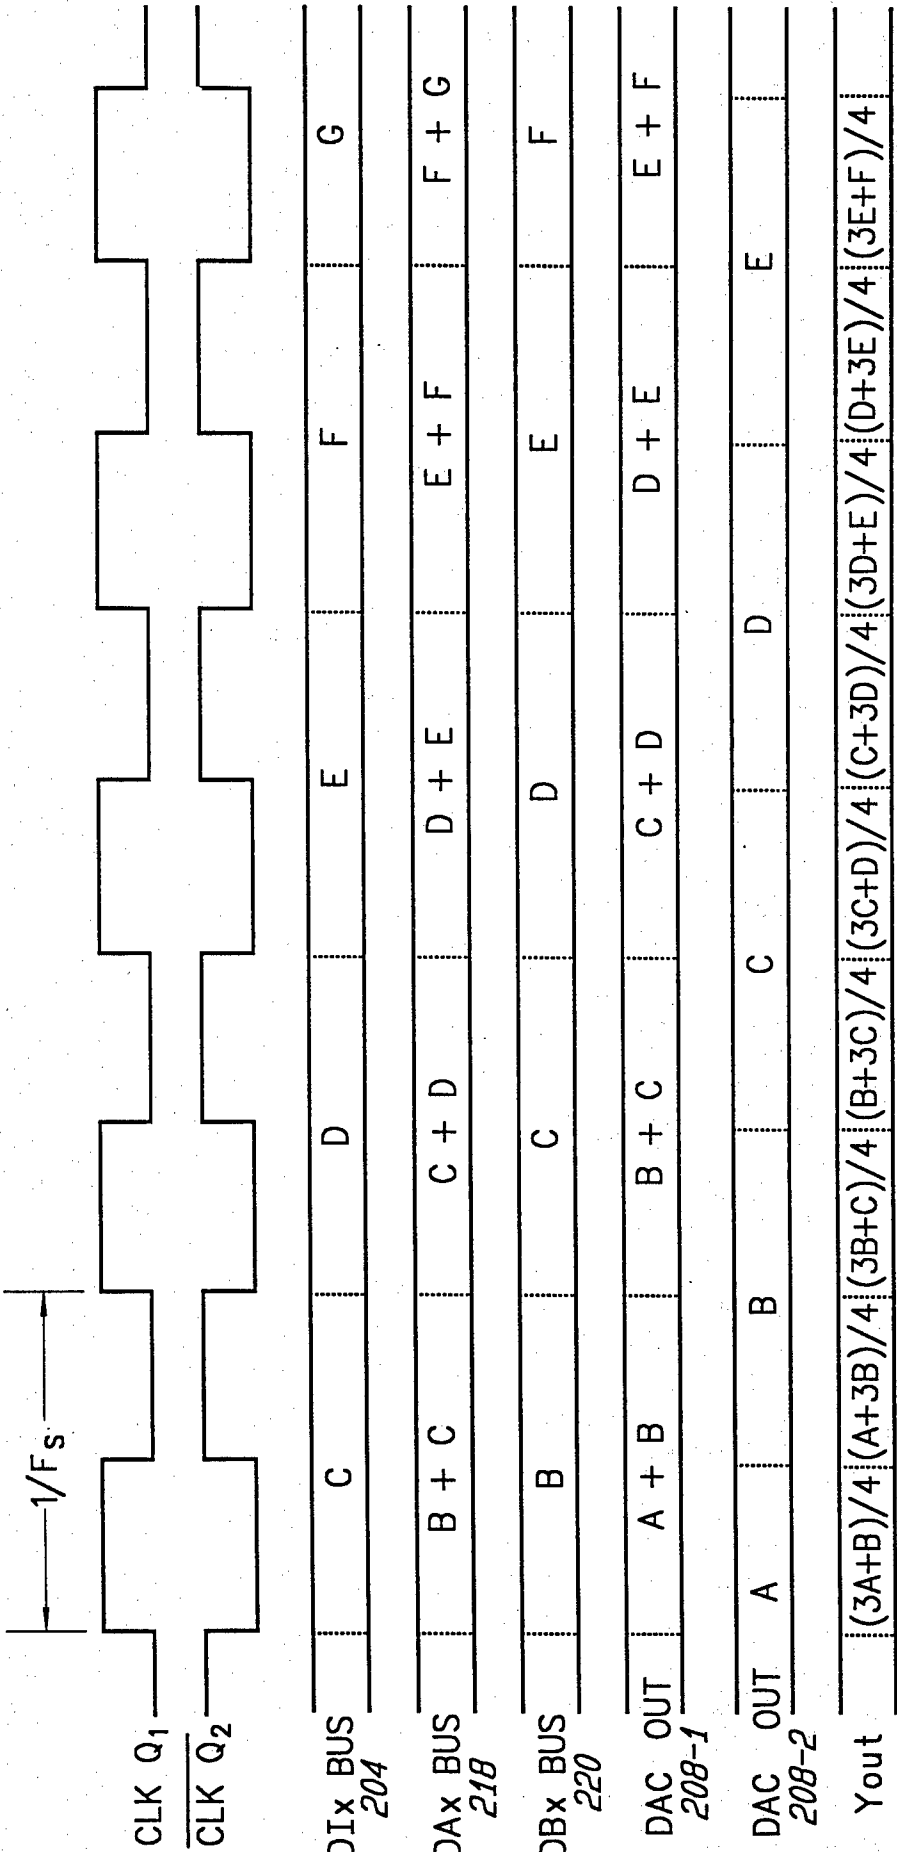 1/Fs
CLK Q1
CLK Q2
DIx BUS 204 C D E F G
DAx BUS 218 B + C C + D D + E E + F F + G
DBx BUS 220 B C D E F
DAC OUT 208-1 A + B B + C C + D D + E E + F
DAC OUT 208-2 A B C D E
Yout (3A+B)/4 (A+3B)/4 (3B+C)/4 (B+3C)/4 (3C+D)/4 (C+3D)/4 (3D+E)/4 (D+3E)/4 (3E+F)/4